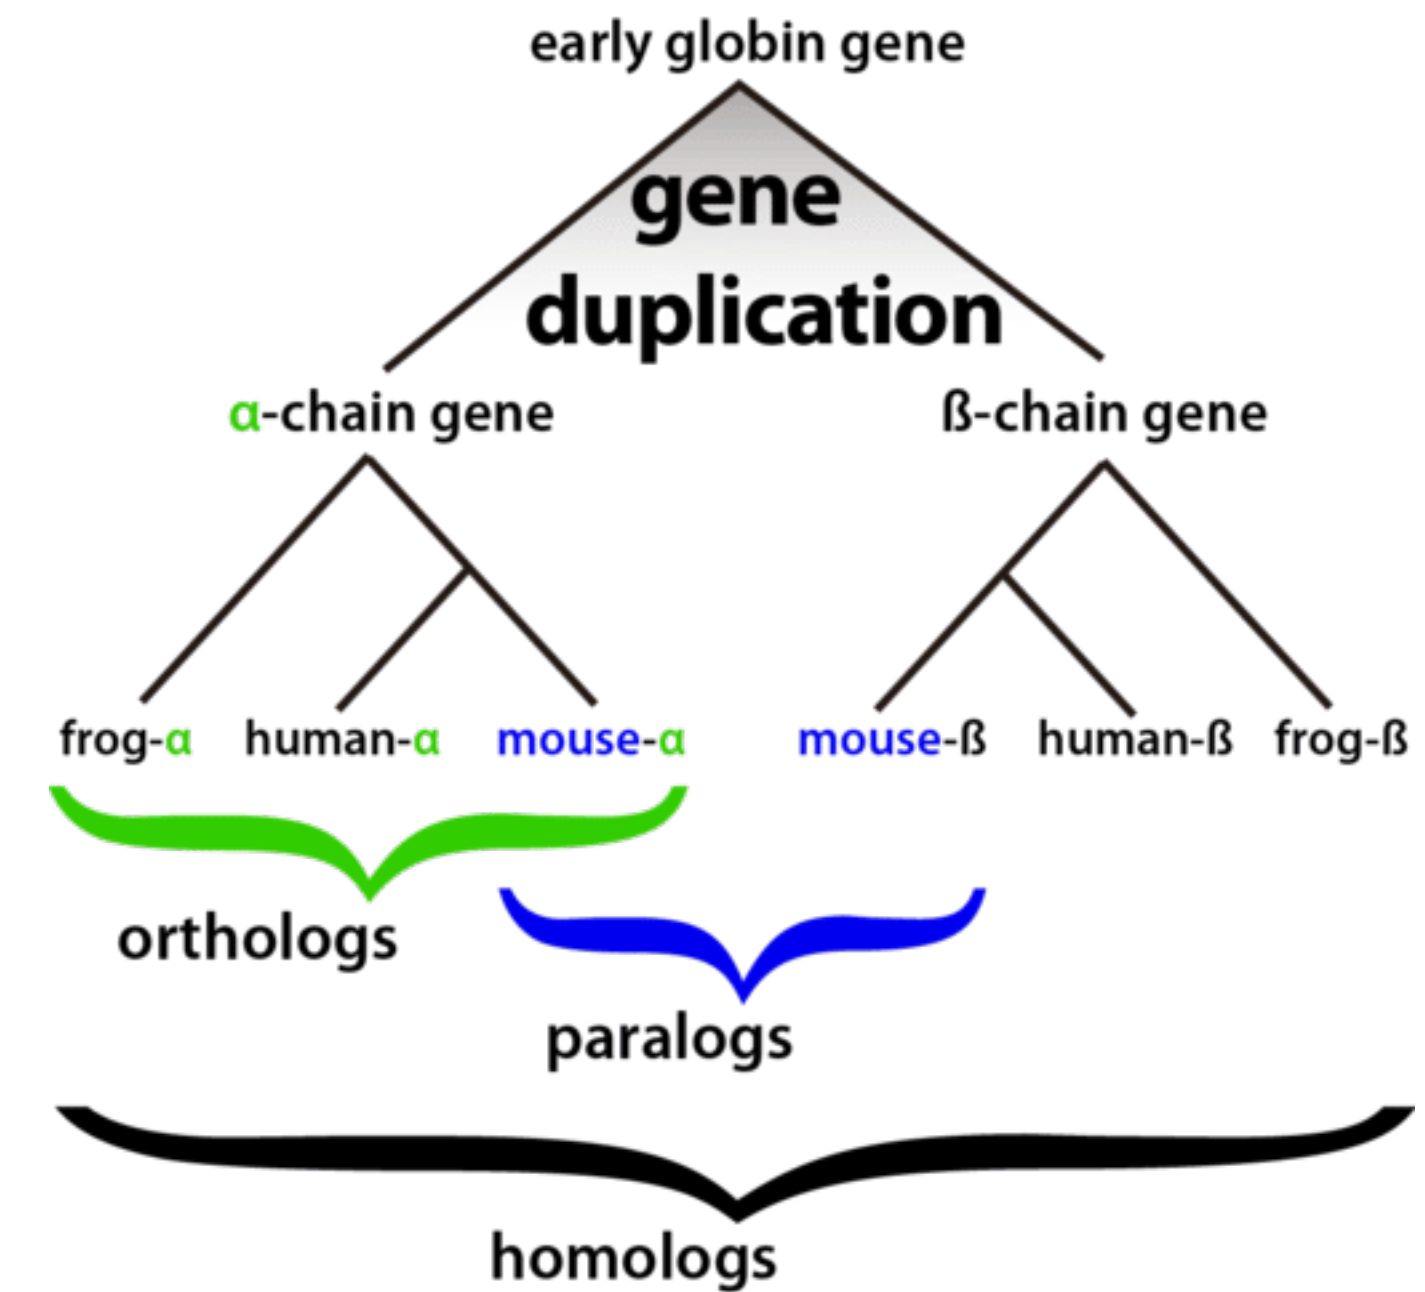 early globin gene
gene
duplication
α-chain gene ß-chain gene
frog-α human-α mouse-α mouse-ß human-ß frog-ß
orthologs
paralogs
homologs